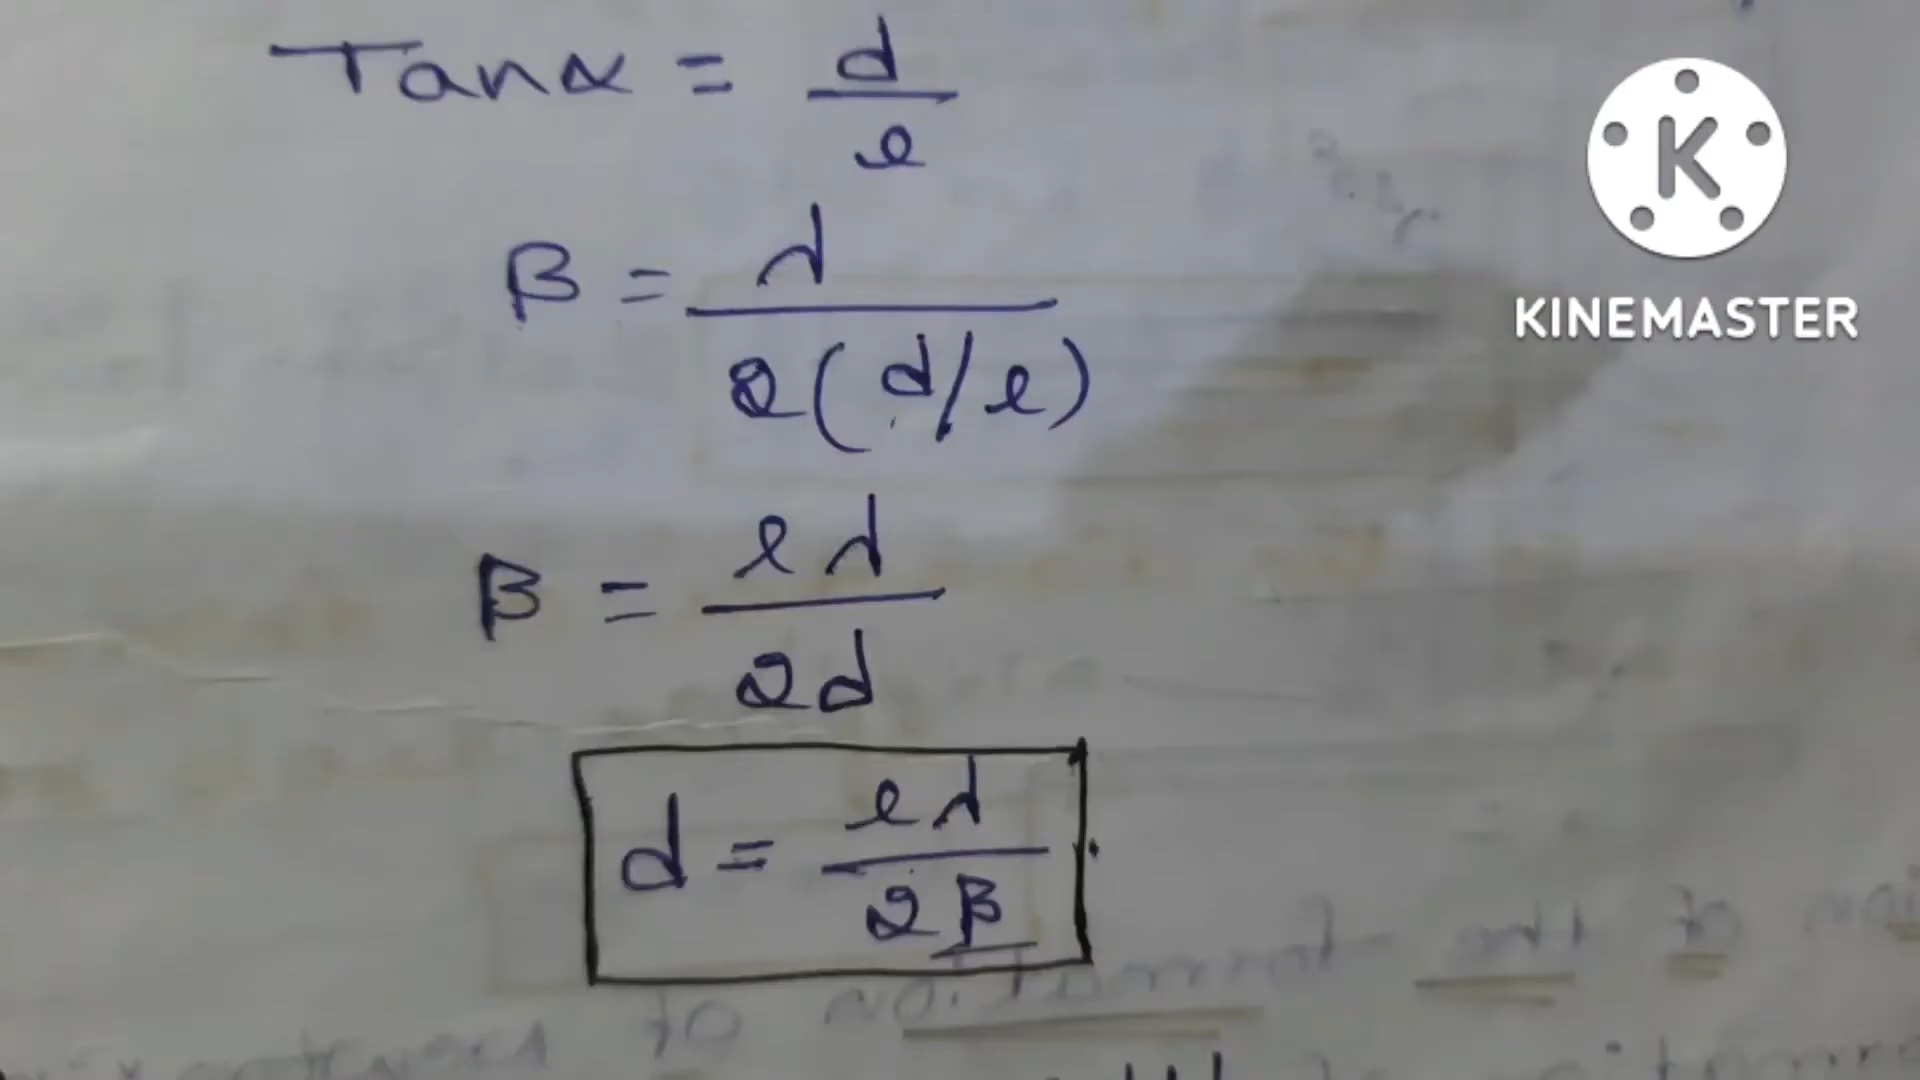 Tanα = d/l
β = λ/2(d/l)
β = lλ/2d
d = lλ/2β
K
KINEMASTER